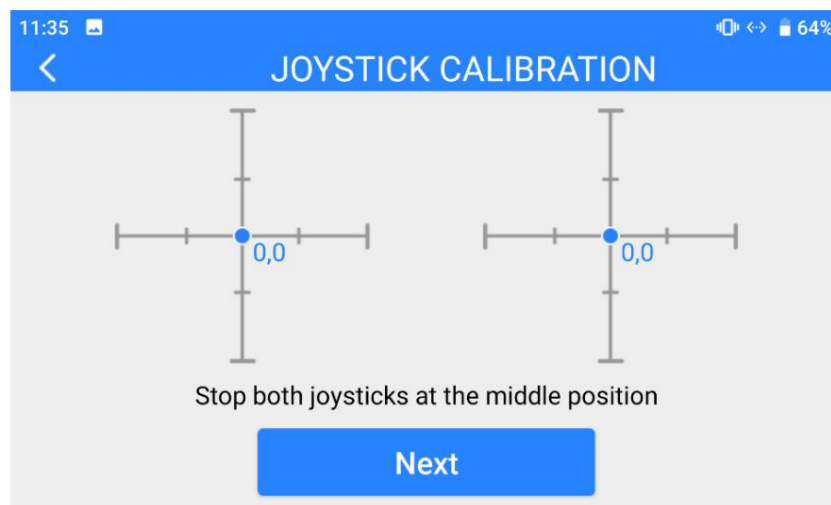 11:35 64%
JOYSTICK CALIBRATION
0,0 0,0
Stop both joysticks at the middle position
Next